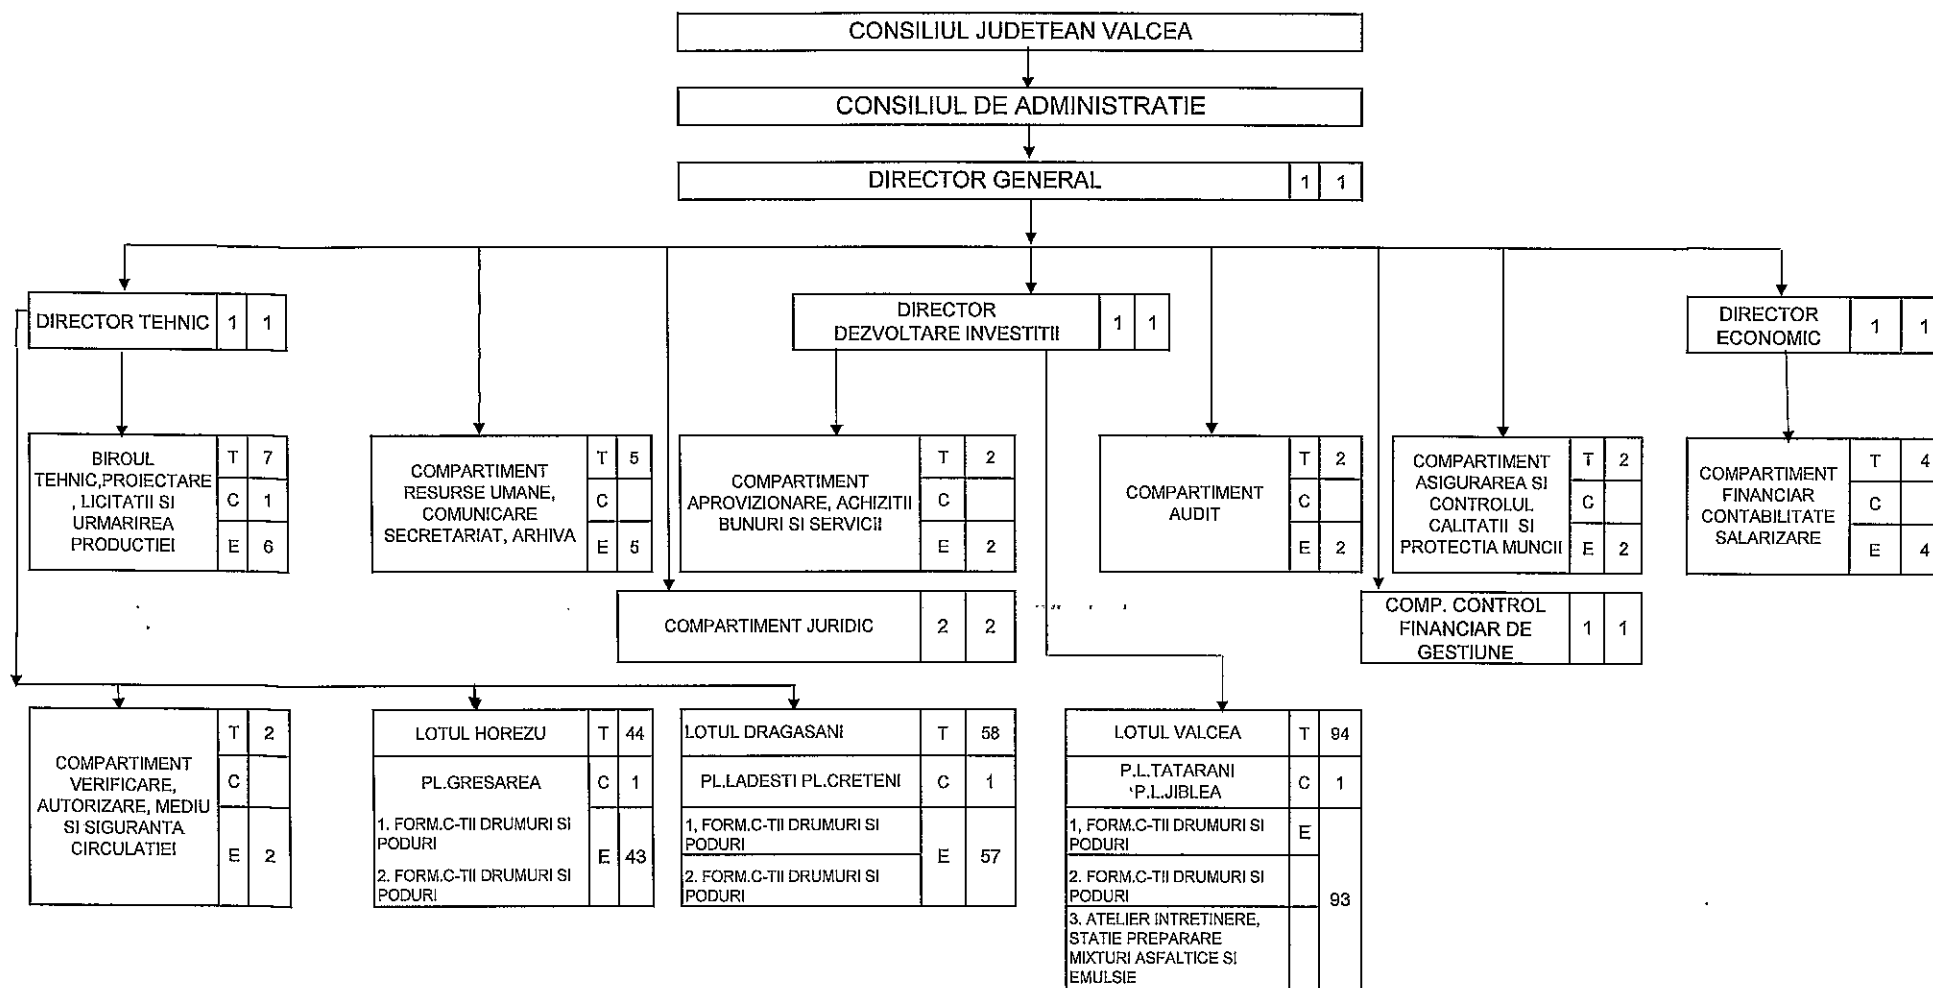 CONSILIUL JUDETEAN VALCEA
CONSILIUL DE ADMINISTRATIE
DIRECTOR GENERAL 1 1
DIRECTOR TEHNIC 1 1
DIRECTOR
DEZVOLTARE INVESTITII 1 1
DIRECTOR
ECONOMIC 1 1
BIROUL
TEHNIC,PROIECTARE
, LICITATII SI
URMARIREA
PRODUCTIEI
T 7
C 1
E 6
COMPARTIMENT
RESURSE UMANE,
COMUNICARE
SECRETARIAT, ARHIVA
T 5
C
E 5
COMPARTIMENT
APROVIZIONARE, ACHIZITII
BUNURI SI SERVICII
T 2
C
E 2
COMPARTIMENT
AUDIT
T 2
C
E 2
COMPARTIMENT
ASIGURAREA SI
CONTROLUL
CALITATII SI
PROTECTIA MUNCII
T 2
C
E 2
COMPARTIMENT
FINANCIAR
CONTABILITATE
SALARIZARE
T 4
C
E 4
COMPARTIMENT JURIDIC 2 2
COMP. CONTROL
FINANCIAR DE
GESTIUNE
1 1
COMPARTIMENT
VERIFICARE,
AUTORIZARE, MEDIU
SI SIGURANTA
CIRCULATIEI
T 2
C
E 2
LOTUL HOREZU T 44
PL.GRESAREA C 1
1. FORM.C-TII DRUMURI SI
PODURI
2. FORM.C-TII DRUMURI SI
PODURI
E 43
LOTUL DRAGASANI T 58
PL.LADESTI PL.CRETENI C 1
1, FORM.C-TII DRUMURI SI
PODURI
2. FORM.C-TII DRUMURI SI
PODURI
E 57
LOTUL VALCEA T 94
P.L.TATARANI
P.L.JIBLEA
C 1
1, FORM.C-TII DRUMURI SI
PODURI
E
2. FORM.C-TII DRUMURI SI
PODURI
93
3. ATELIER INTRETINERE,
STATIE PREPARARE
MIXTURI ASFALTICE SI
EMULSIE